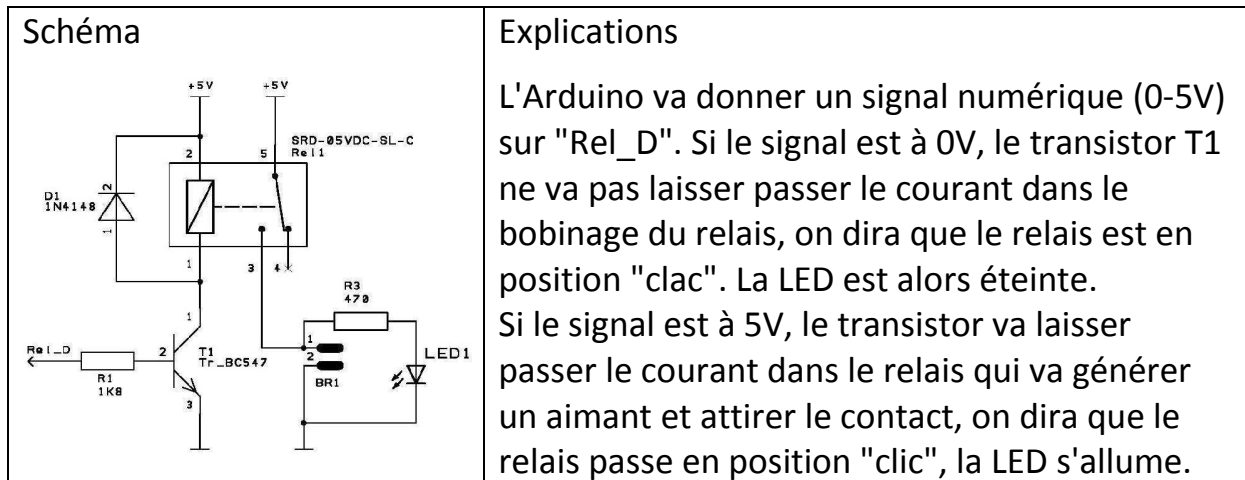 Schéma
+5V
+5V
SRD-05VDC-SL-C
Rel1
2
5
D1
1N4148
2
1
1
3
4
R3
470
1
Rel_D
2
T1
Tr_BC547
R1
1K8
3
1
2
BR1
LED1
Explications
L'Arduino va donner un signal numérique (0-5V)
sur "Rel_D". Si le signal est à 0V, le transistor T1
ne va pas laisser passer le courant dans le
bobinage du relais, on dira que le relais est en
position "clac". La LED est alors éteinte.
Si le signal est à 5V, le transistor va laisser
passer le courant dans le relais qui va générer
un aimant et attirer le contact, on dira que le
relais passe en position "clic", la LED s'allume.